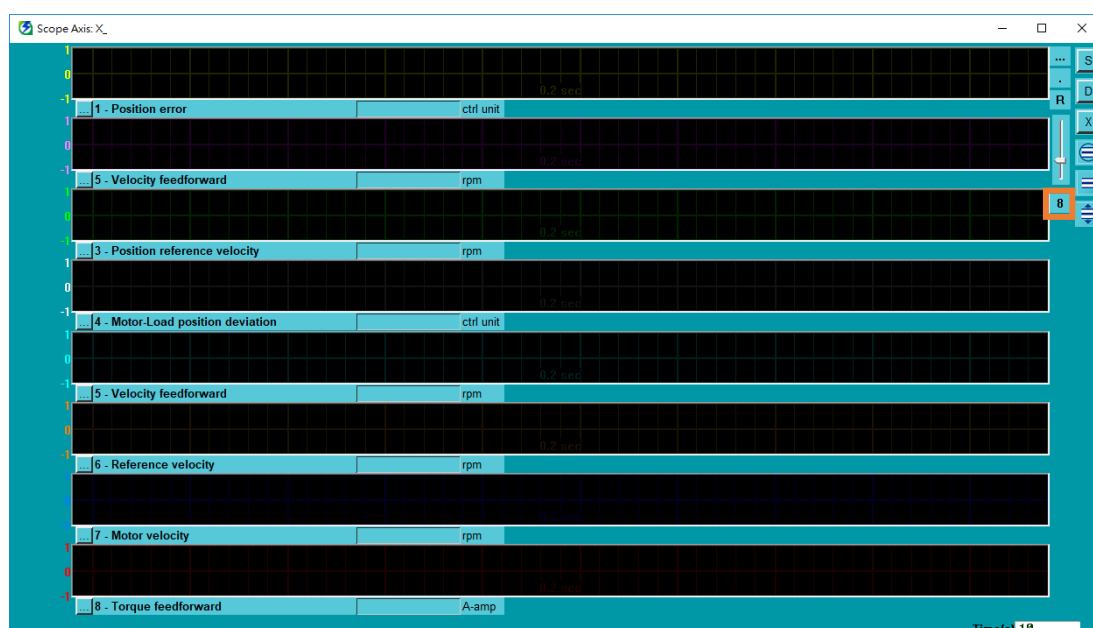 Scope Axis: X_
1
0
-1
0.2 sec
... 1 - Position error ctrl unit
1
0
-1
0.2 sec
... 5 - Velocity feedforward rpm
1
0
-1
0.2 sec
... 3 - Position reference velocity rpm
1
0
-1
0.2 sec
... 4 - Motor-Load position deviation ctrl unit
1
0
-1
0.2 sec
... 5 - Velocity feedforward rpm
1
0
-1
0.2 sec
... 6 - Reference velocity rpm
... 7 - Motor velocity rpm
1
0
-1
0.2 sec
... 8 - Torque feedforward A-amp
...
.
R
8
S
D
X
10